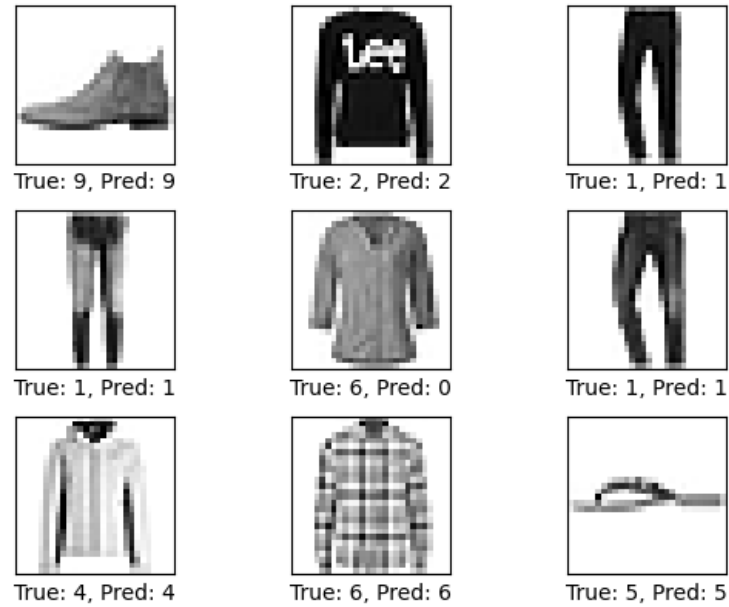 True: 9, Pred: 9
Lee
True: 2, Pred: 2
True: 1, Pred: 1
True: 1, Pred: 1
True: 6, Pred: 0
True: 1, Pred: 1
True: 4, Pred: 4
True: 6, Pred: 6
True: 5, Pred: 5